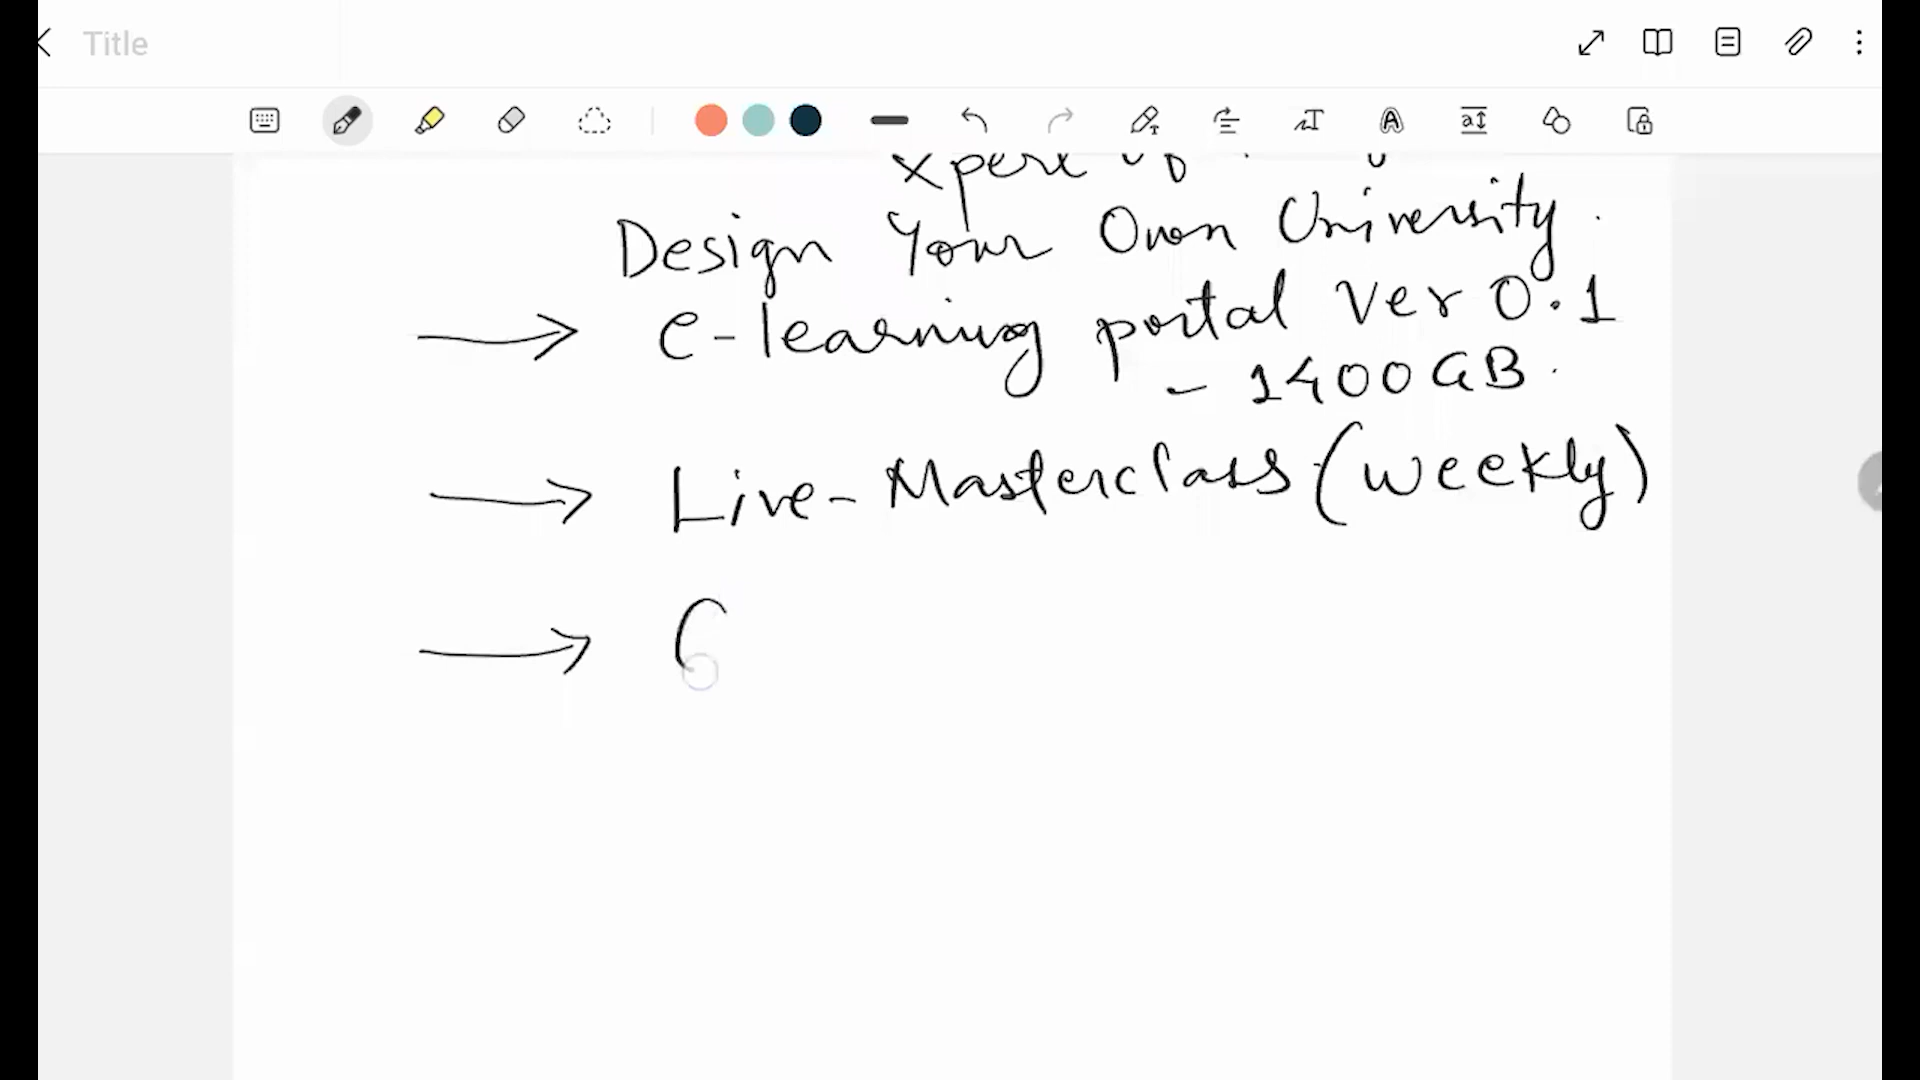 Title
Design Your Own University.
→ e-learning portal Ver 0.1
- 1400GB.
→ Live-Masterclass (weekly)
→